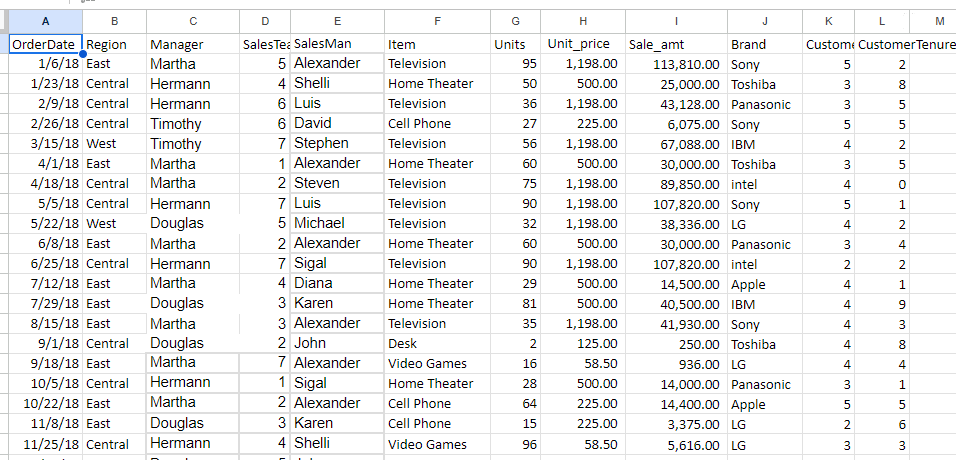 A B C D E F G H I J K L M
OrderDate Region Manager SalesTea SalesMan Item Units Unit_price Sale_amt Brand Custome CustomerTenure
1/6/18 East Martha 5 Alexander Television 95 1,198.00 113,810.00 Sony 5 2
1/23/18 Central Hermann 4 Shelli Home Theater 50 500.00 25,000.00 Toshiba 3 8
2/9/18 Central Hermann 6 Luis Television 36 1,198.00 43,128.00 Panasonic 3 5
2/26/18 Central Timothy 6 David Cell Phone 27 225.00 6,075.00 Sony 5 5
3/15/18 West Timothy 7 Stephen Television 56 1,198.00 67,088.00 IBM 4 2
4/1/18 East Martha 1 Alexander Home Theater 60 500.00 30,000.00 Toshiba 3 5
4/18/18 Central Martha 2 Steven Television 75 1,198.00 89,850.00 intel 4 0
5/5/18 Central Hermann 7 Luis Television 90 1,198.00 107,820.00 Sony 5 1
5/22/18 West Douglas 5 Michael Television 32 1,198.00 38,336.00 LG 4 2
6/8/18 East Martha 2 Alexander Home Theater 60 500.00 30,000.00 Panasonic 3 4
6/25/18 Central Hermann 7 Sigal Television 90 1,198.00 107,820.00 intel 2 2
7/12/18 East Martha 4 Diana Home Theater 29 500.00 14,500.00 Apple 4 1
7/29/18 East Douglas 3 Karen Home Theater 81 500.00 40,500.00 IBM 4 9
8/15/18 East Martha 3 Alexander Television 35 1,198.00 41,930.00 Sony 4 3
9/1/18 Central Douglas 2 John Desk 2 125.00 250.00 Toshiba 4 8
9/18/18 East Martha 7 Alexander Video Games 16 58.50 936.00 LG 4 4
10/5/18 Central Hermann 1 Sigal Home Theater 28 500.00 14,000.00 Panasonic 3 1
10/22/18 East Martha 2 Alexander Cell Phone 64 225.00 14,400.00 Apple 5 5
11/8/18 East Douglas 3 Karen Cell Phone 15 225.00 3,375.00 LG 2 6
11/25/18 Central Hermann 4 Shelli Video Games 96 58.50 5,616.00 LG 3 3